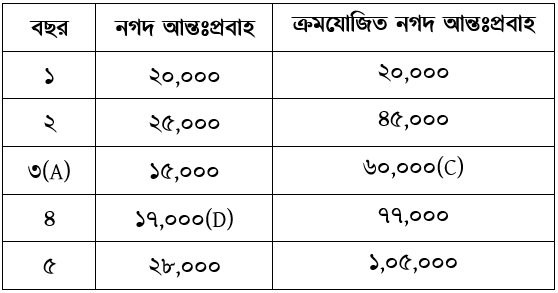 বছর নগদ আন্তঃপ্রবাহ ক্রমযোজিত নগদ আন্তঃপ্রবাহ
১ ২০,০০০ ২০,০০০
২ ২৫,০০০ ৪৫,০০০
৩(A) ১৫,০০০ ৬০,০০০(C)
৪ ১৭,০০০(D) ৭৭,০০০
৫ ২৮,০০০ ১,০৫,০০০